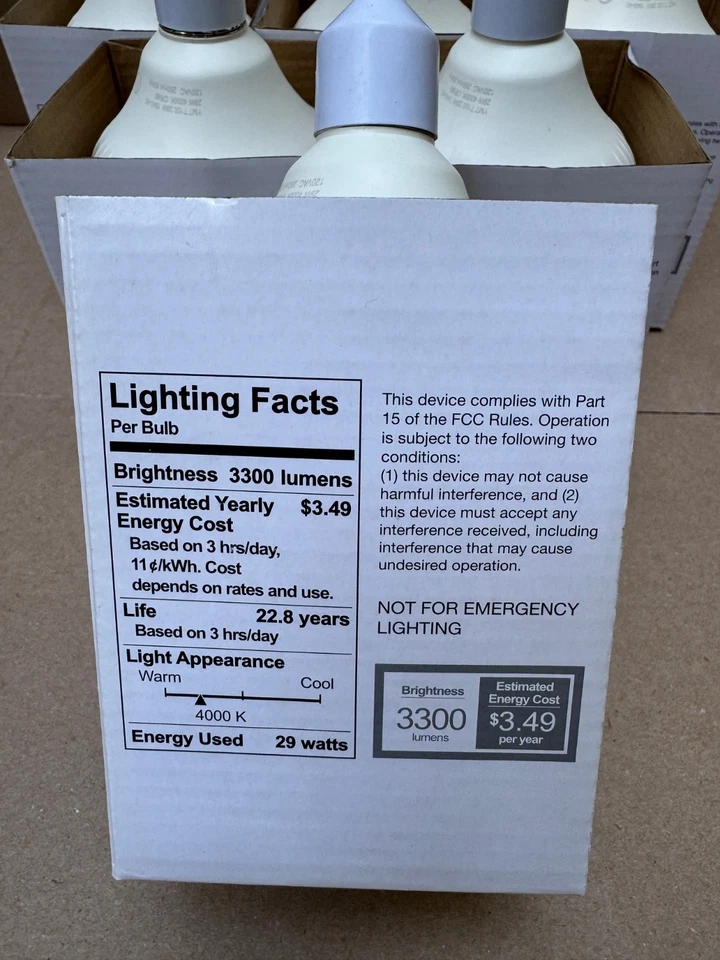 120VAC
Lighting Facts
Per Bulb
Brightness 3300 lumens
Estimated Yearly $3.49
Energy Cost
Based on 3 hrs/day,
11¢/kWh. Cost
depends on rates and use.
Life 22.8 years
Based on 3 hrs/day
Light Appearance
Warm Cool
4000 K
Energy Used 29 watts
This device complies with Part
15 of the FCC Rules. Operation
is subject to the following two
conditions:
(1) this device may not cause
harmful interference, and (2)
this device must accept any
interference received, including
interference that may cause
undesired operation.
NOT FOR EMERGENCY
LIGHTING
Brightness
3300
lumens
Estimated
Energy Cost
$3.49
per year